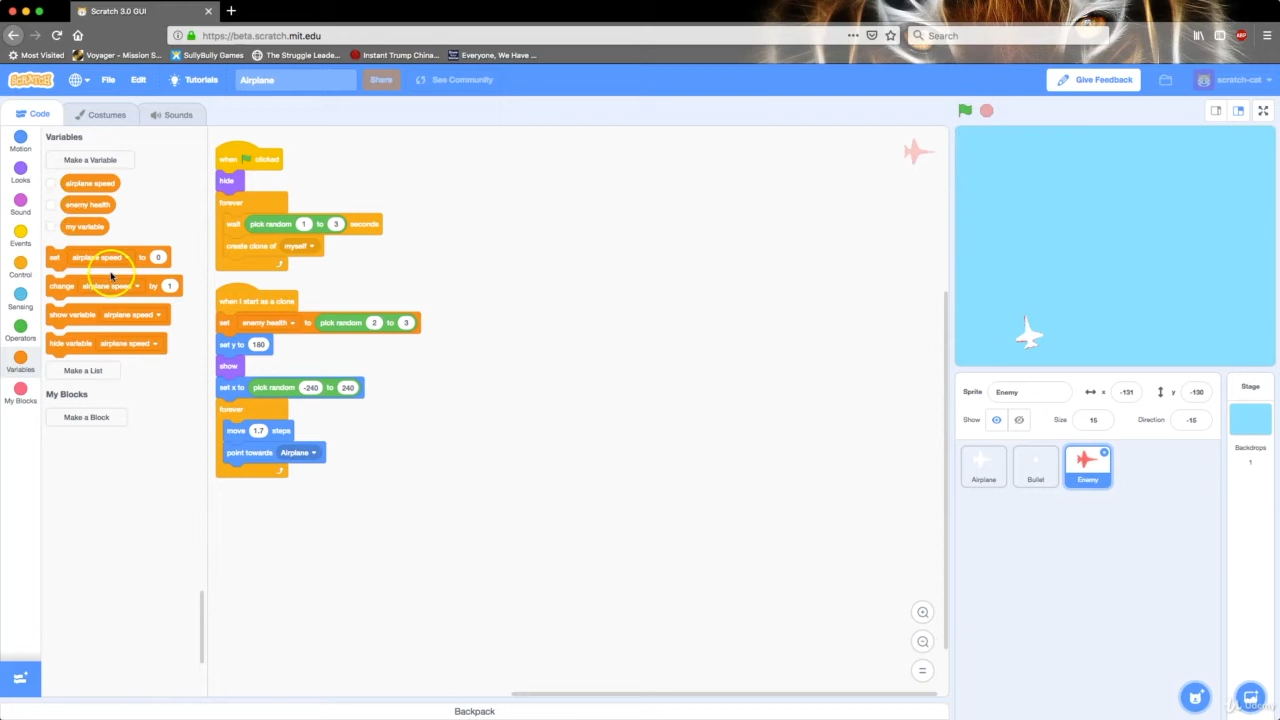 Scratch 3.0 GUI
https://beta.scratch.mit.edu
Search
Most Visited
Voyager - Mission S...
SullyBully Games
The Struggle Leade...
Instant Trump China...
Everyone, We Have ...
SCRATCH
File
Edit
Tutorials
Airplane
Share
See Community
Give Feedback
scratch-cat
Code
Costumes
Sounds
Motion
Looks
Sound
Events
Control
Sensing
Operators
Variables
My Blocks
Variables
Make a Variable
airplane speed
enemy health
my variable
set airplane speed to 0
change airplane speed by 1
show variable airplane speed
hide variable airplane speed
Make a List
My Blocks
Make a Block
when clicked
hide
forever
wait pick random 1 to 3 seconds
create clone of myself
when I start as a clone
set enemy health to pick random 2 to 3
set y to 180
show
set x to pick random -240 to 240
forever
move 1.7 steps
point towards Airplane
Sprite Enemy x -131 y -130
Show Size 15 Direction -15
Airplane
Bullet
Enemy
Stage
Backdrops
1
Backpack
Udemy